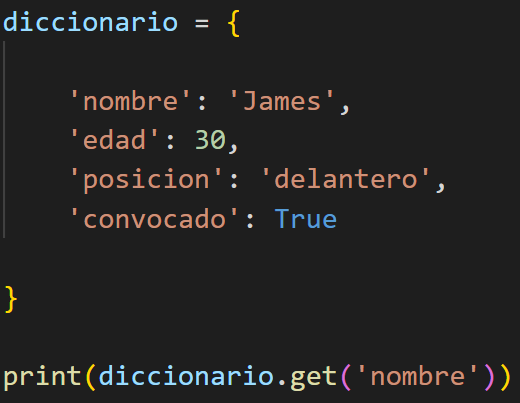 diccionario = {
    'nombre': 'James',
    'edad': 30,
    'posicion': 'delantero',
    'convocado': True
}
print(diccionario.get('nombre'))